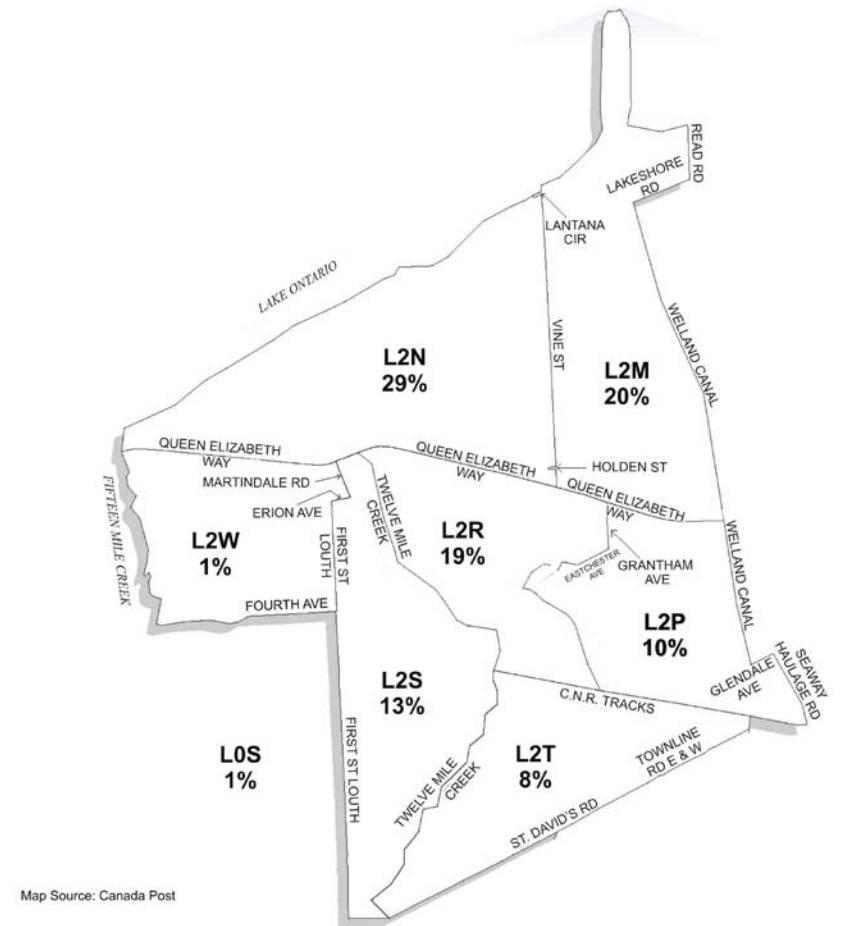 READ RD
LAKESHORE
RD
LANTANA
CIR
LAKE ONTARIO
VINE ST
WELLAND CANAL
L2N
29%
L2M
20%
QUEEN ELIZABETH
WAY
QUEEN ELIZABETH
WAY
HOLDEN ST
MARTINDALE RD
QUEEN ELIZABETH
WAY
FIFTEEN MILE CREEK
TWELVE MILE
CREEK
ERION AVE
L2W
1%
FIRST ST
LOUTH
L2R
19%
EASTCHESTER
AVE
GRANTHAM
AVE
WELLAND CANAL
FOURTH AVE
L2P
10%
GLENDALE
AVE
SEAWAY
HAULAGE RD
L2S
13%
C.N.R. TRACKS
FIRST ST LOUTH
L0S
1%
L2T
8%
TOWNLINE
RD E & W
TWELVE MILE
CREEK
ST. DAVID'S RD
Map Source: Canada Post